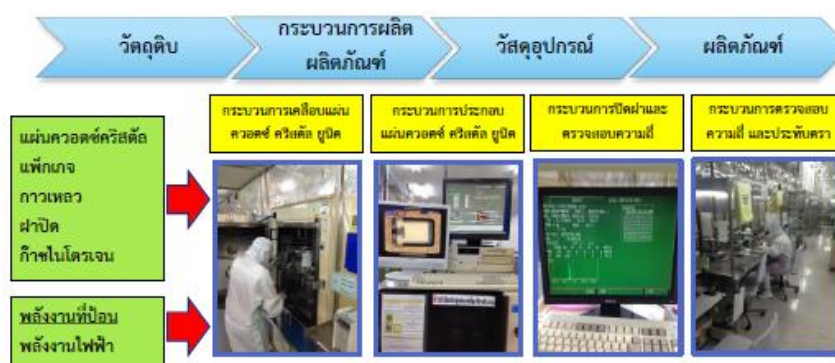 วัตถุดิบ
กระบวนการผลิต
ผลิตภัณฑ์
วัสดุอุปกรณ์
ผลิตภัณฑ์
แผ่นควอตซ์คริสตัล
แพ็กเกจ
กาวเหลว
ฝาปิด
ก๊าซไนโตรเจน
พลังงานที่ป้อน
พลังงานไฟฟ้า
กระบวนการเคลือบแผ่น
ควอตซ์ คริสตัล ยูนิต
กระบวนการประกอบ
แผ่นควอตซ์ คริสตัล ยูนิต
กระบวนการปิดฝาและ
ตรวจสอบความถี่
กระบวนการตรวจสอบ
ความถี่ และประทับตรา